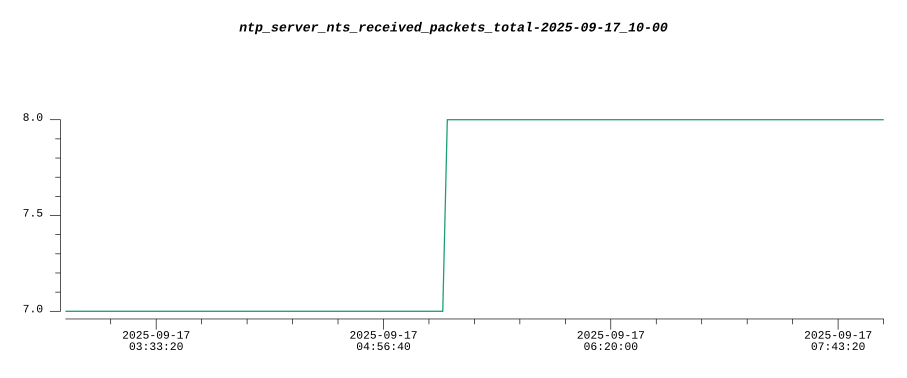 ntp_server_nts_received_packets_total-2025-09-17_10-00
8.0
7.5
7.0
2025-09-17 2025-09-17 2025-09-17 2025-09-17
03:33:20 04:56:40 06:20:00 07:43:20